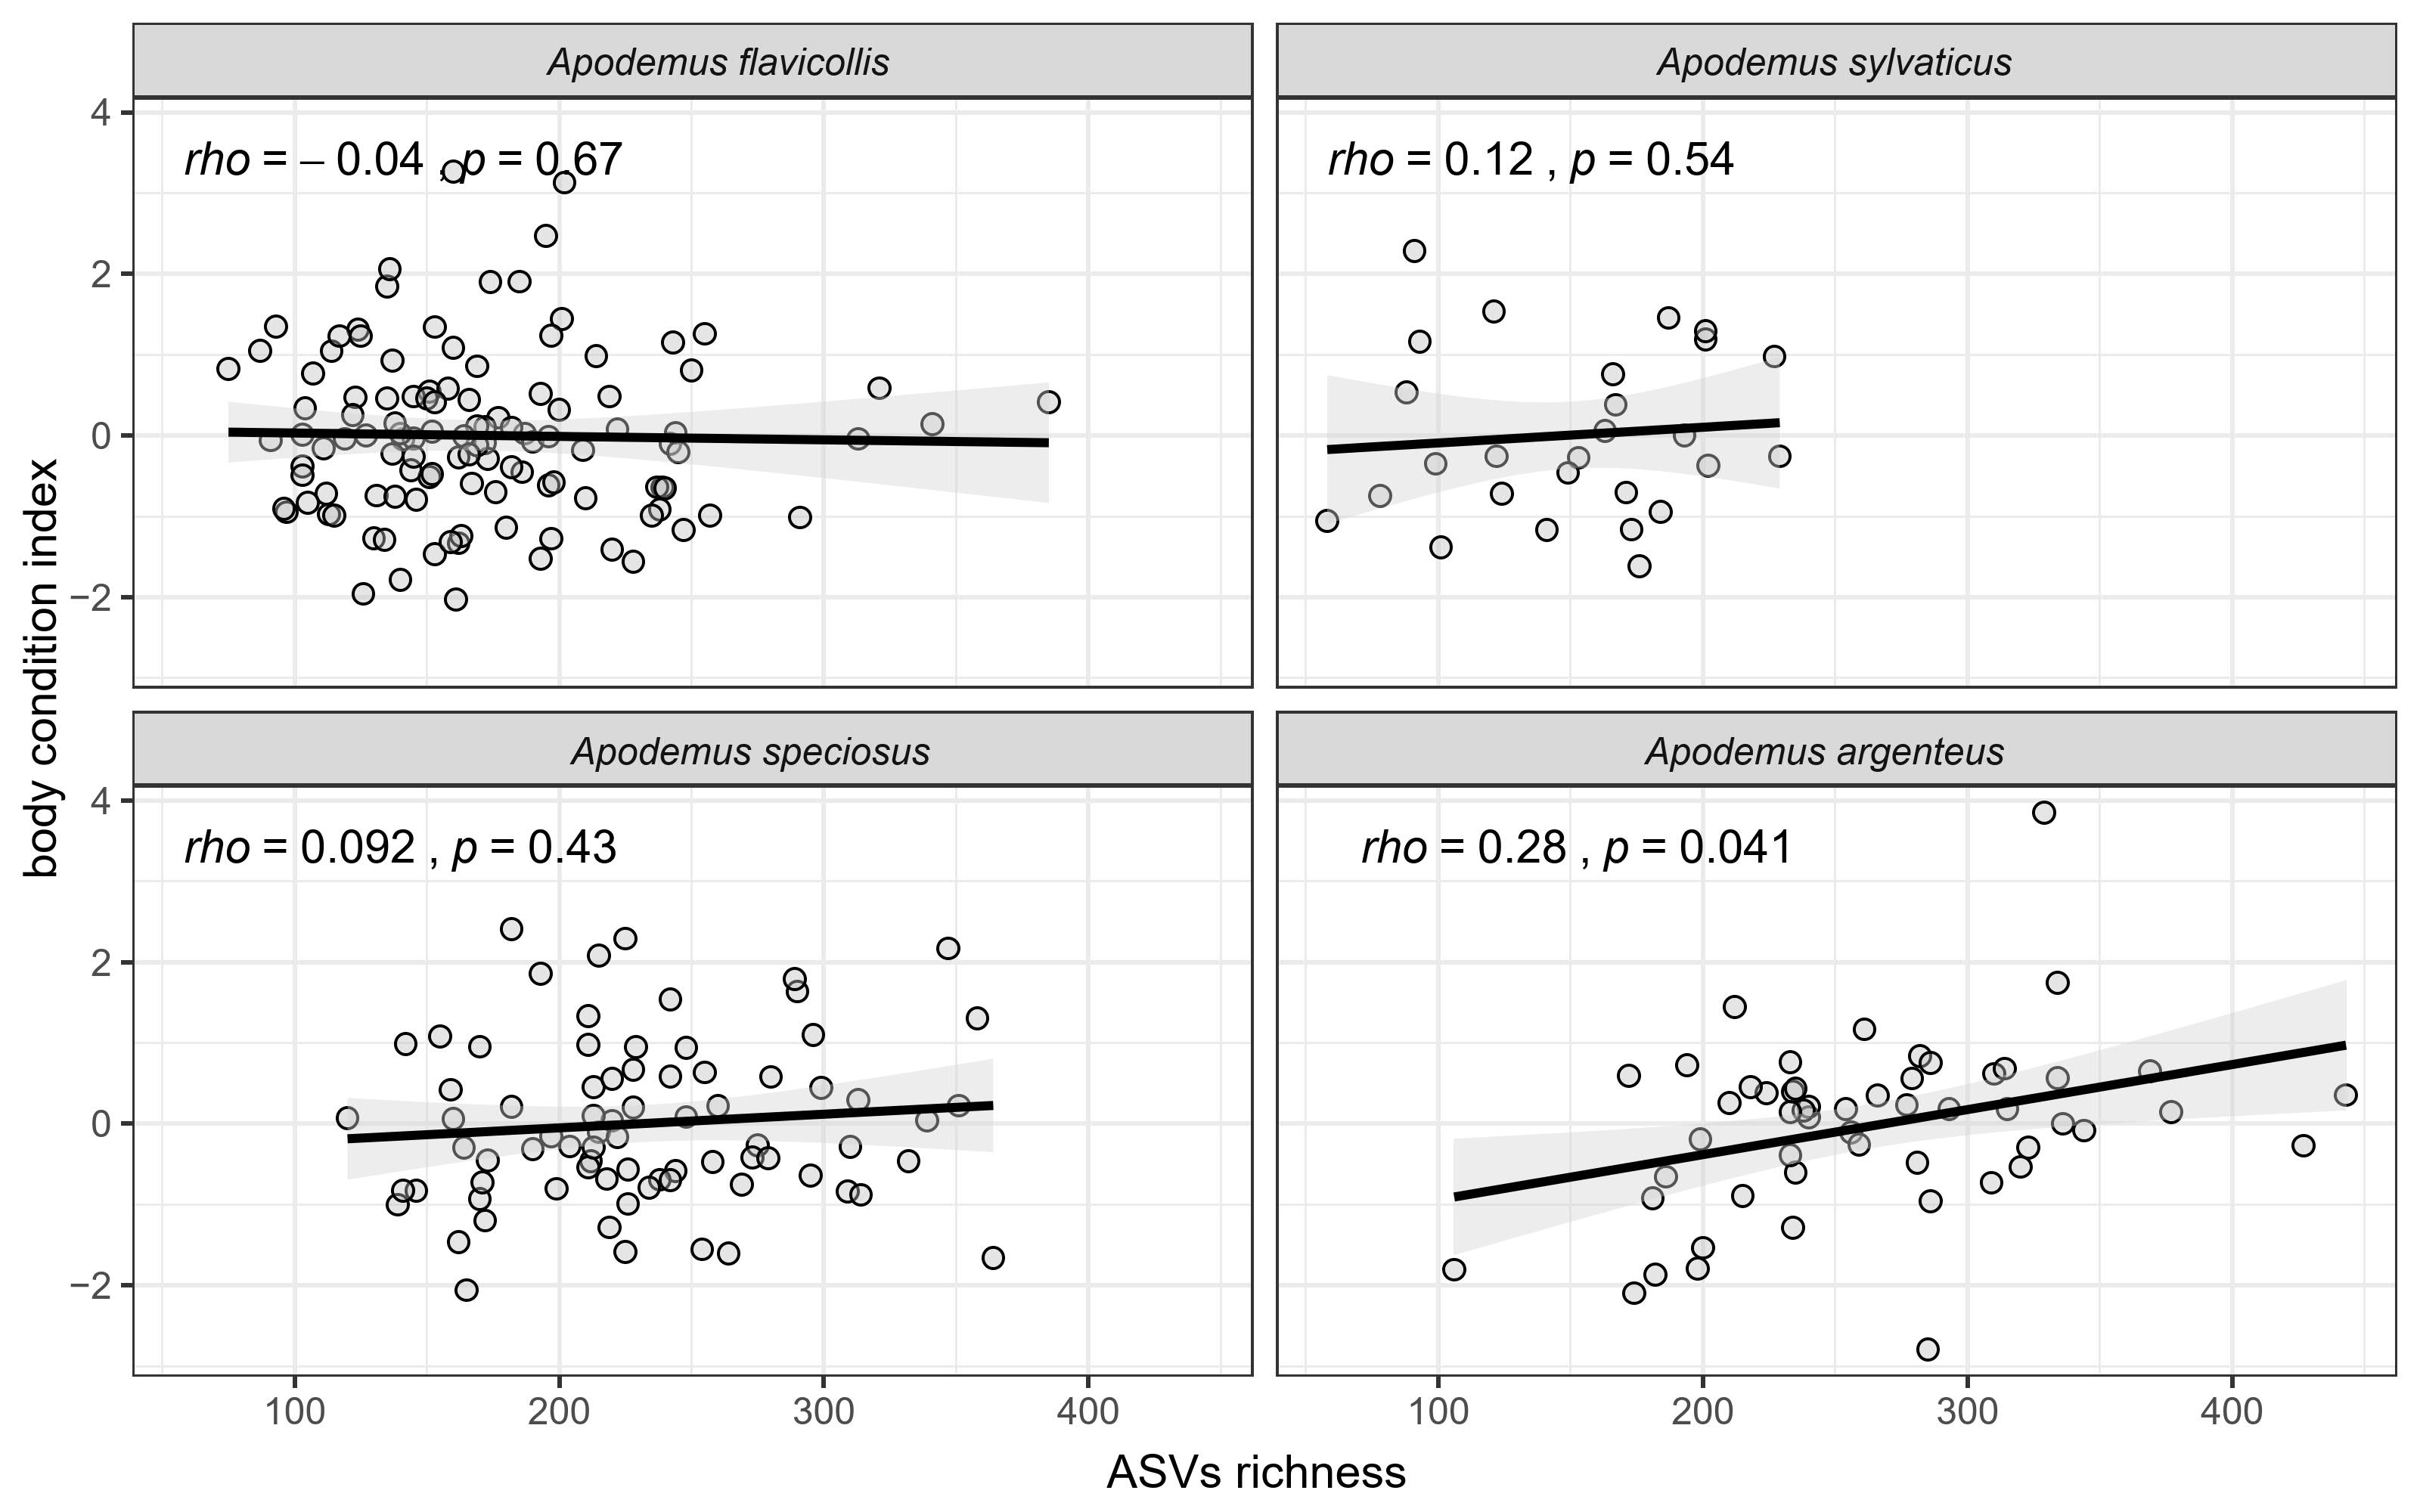 Apodemus flavicollis
Apodemus sylvaticus
4
2
0
−2
rho = – 0.04 , p = 0.67
rho = 0.12 , p = 0.54
body condition index
Apodemus speciosus
Apodemus argenteus
4
2
0
−2
rho = 0.092 , p = 0.43
rho = 0.28 , p = 0.041
100 200 300 400
100 200 300 400
ASVs richness